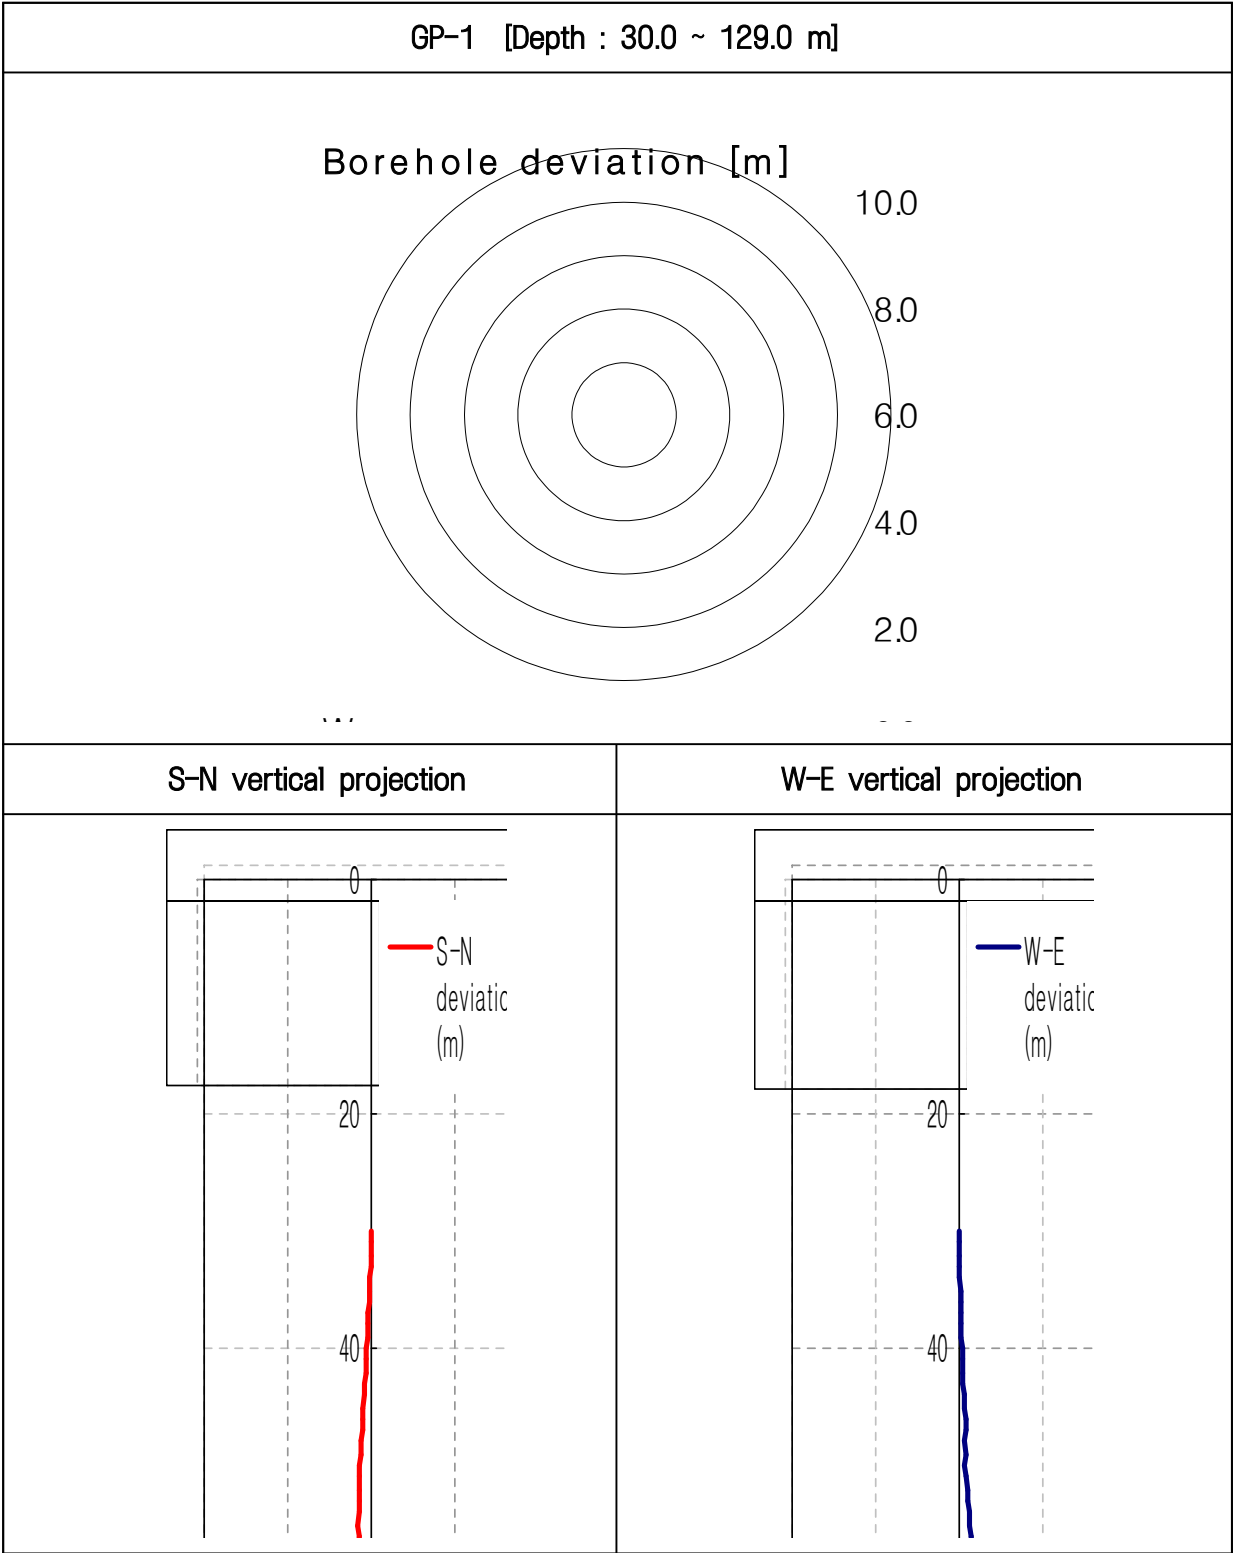 GP-1 [Depth : 30.0 ~ 129.0 m]
Borehole deviation [m]
10.0
8.0
6.0
4.0
2.0
S-N vertical projection
W-E vertical projection
0
S-N
deviatic
(m)
20
40
0
W-E
deviatic
(m)
20
40